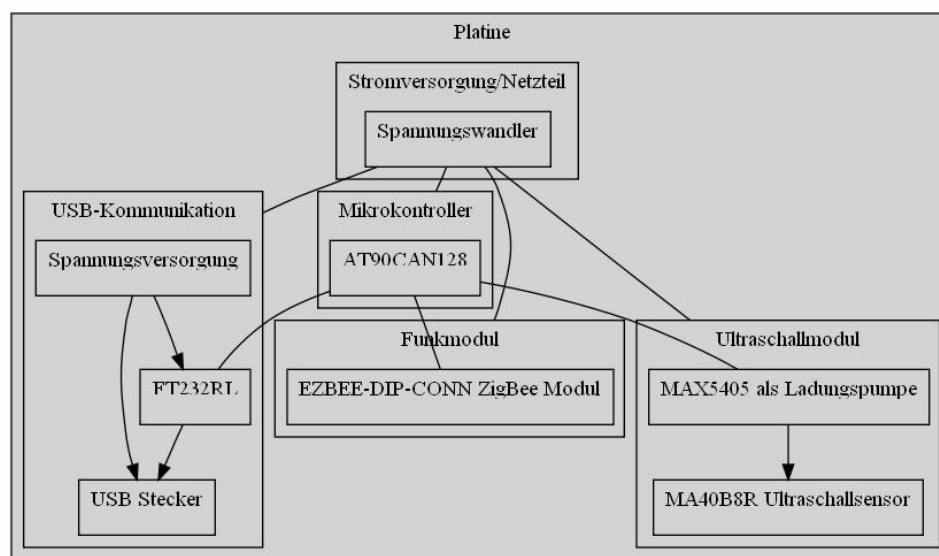 Platine
Stromversorgung/Netzteil
Spannungswandler
USB-Kommunikation
Mikrokontroller
Spannungsversorgung
AT90CAN128
Funkmodul
Ultraschallmodul
FT232RL
EZBEE-DIP-CONN ZigBee Modul
MAX5405 als Ladungspumpe
USB Stecker
MA40B8R Ultraschallsensor